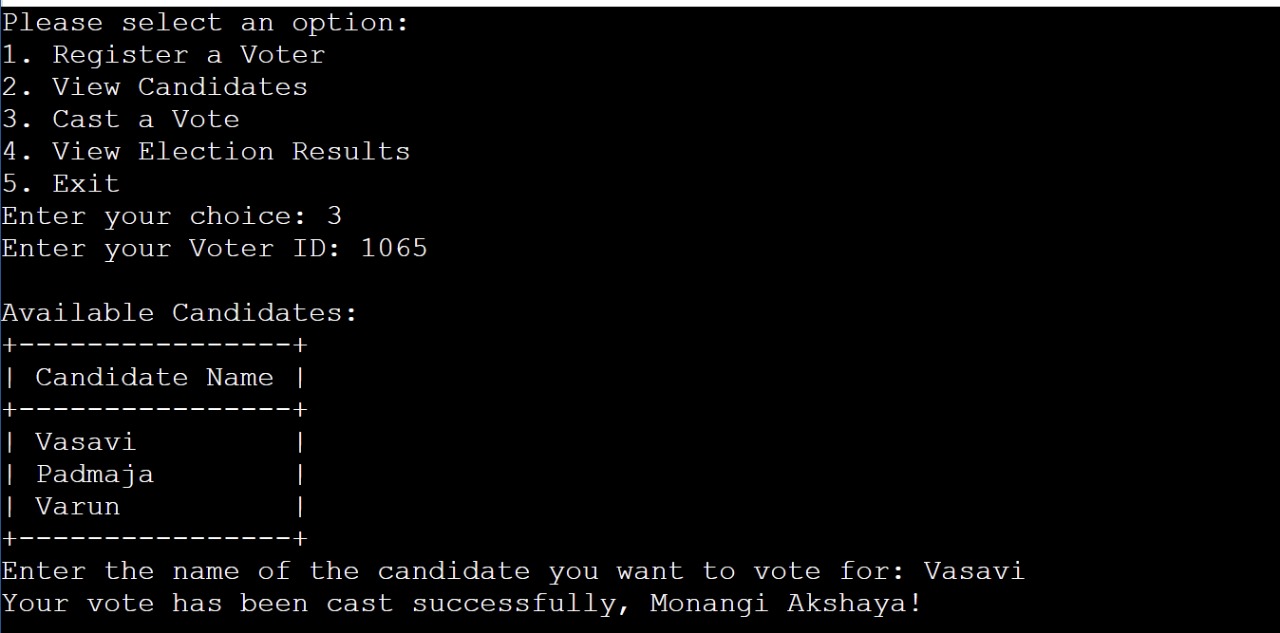 Please select an option:
1. Register a Voter
2. View Candidates
3. Cast a Vote
4. View Election Results
5. Exit
Enter your choice: 3
Enter your Voter ID: 1065

Available Candidates:
+----------------+
| Candidate Name |
+----------------+
| Vasavi         |
| Padmaja        |
| Varun          |
+----------------+
Enter the name of the candidate you want to vote for: Vasavi
Your vote has been cast successfully, Monangi Akshaya!